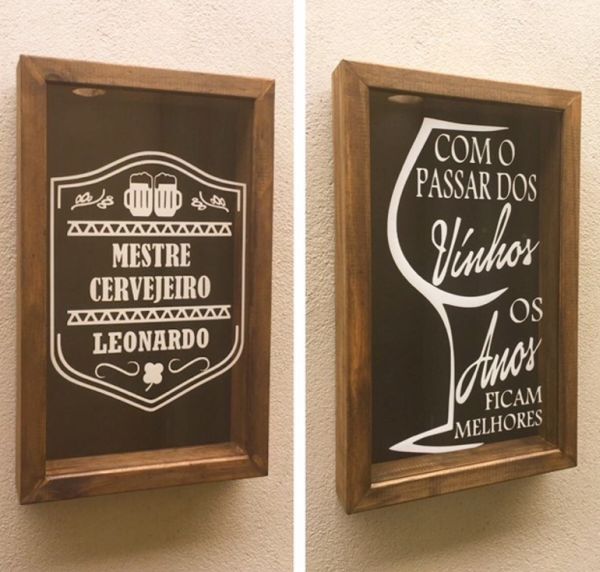 MESTRE
CERVEJEIRO
LEONARDO
COM O
PASSAR DOS
Vinhos
OS
Anos
FICAM
MELHORES